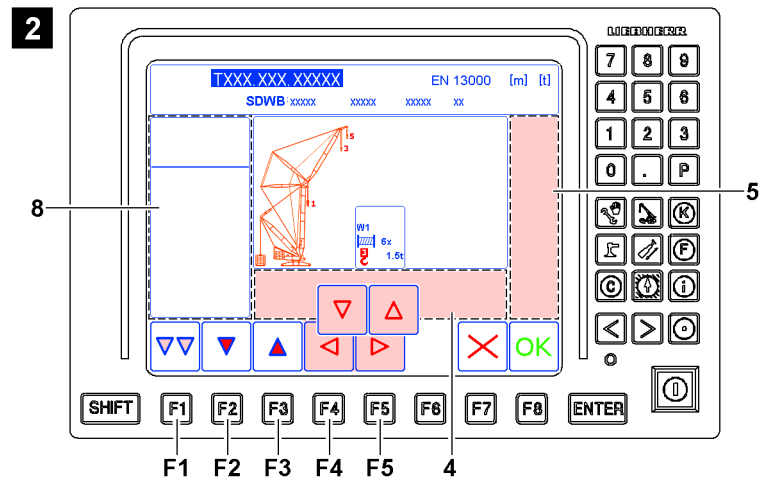 2
LIEBHERR
TXXX.XXX.XXXXX EN 13000 [m] [t]
SDWB xxxxx xxxxx xxxxx xx
7 8 9
4 5 6
1 2 3
0 . P
5
3
1
W1
6x
1.5t
8
5
K
F
C i
OK
SHIFT F1 F2 F3 F4 F5 F6 F7 F8 ENTER
F1 F2 F3 F4 F5 4